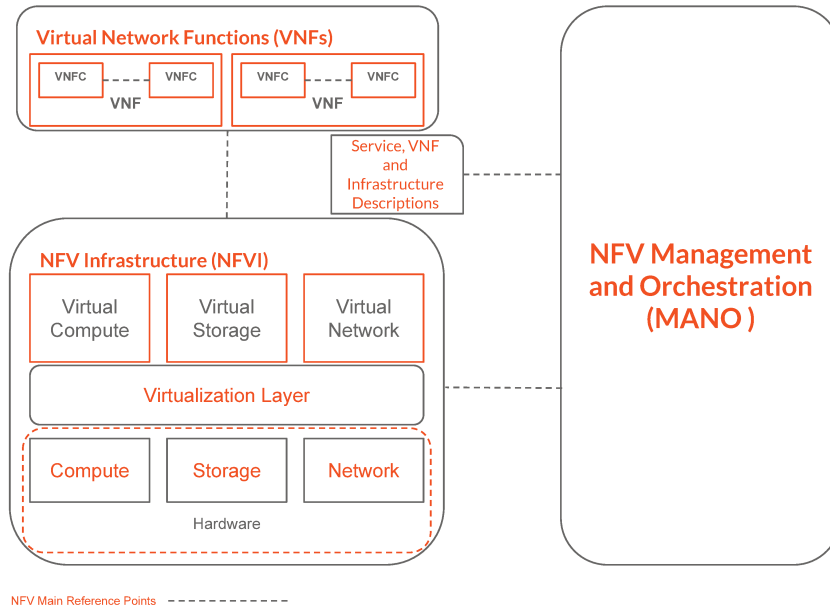 Virtual Network Functions (VNFs)
VNFC
VNFC
VNF
VNFC
VNFC
VNF
Service, VNF
and
Infrastructure
Descriptions
NFV Management
and Orchestration
(MANO )
NFV Infrastructure (NFVI)
Virtual
Compute
Virtual
Storage
Virtual
Network
Virtualization Layer
Compute
Storage
Network
Hardware
NFV Main Reference Points